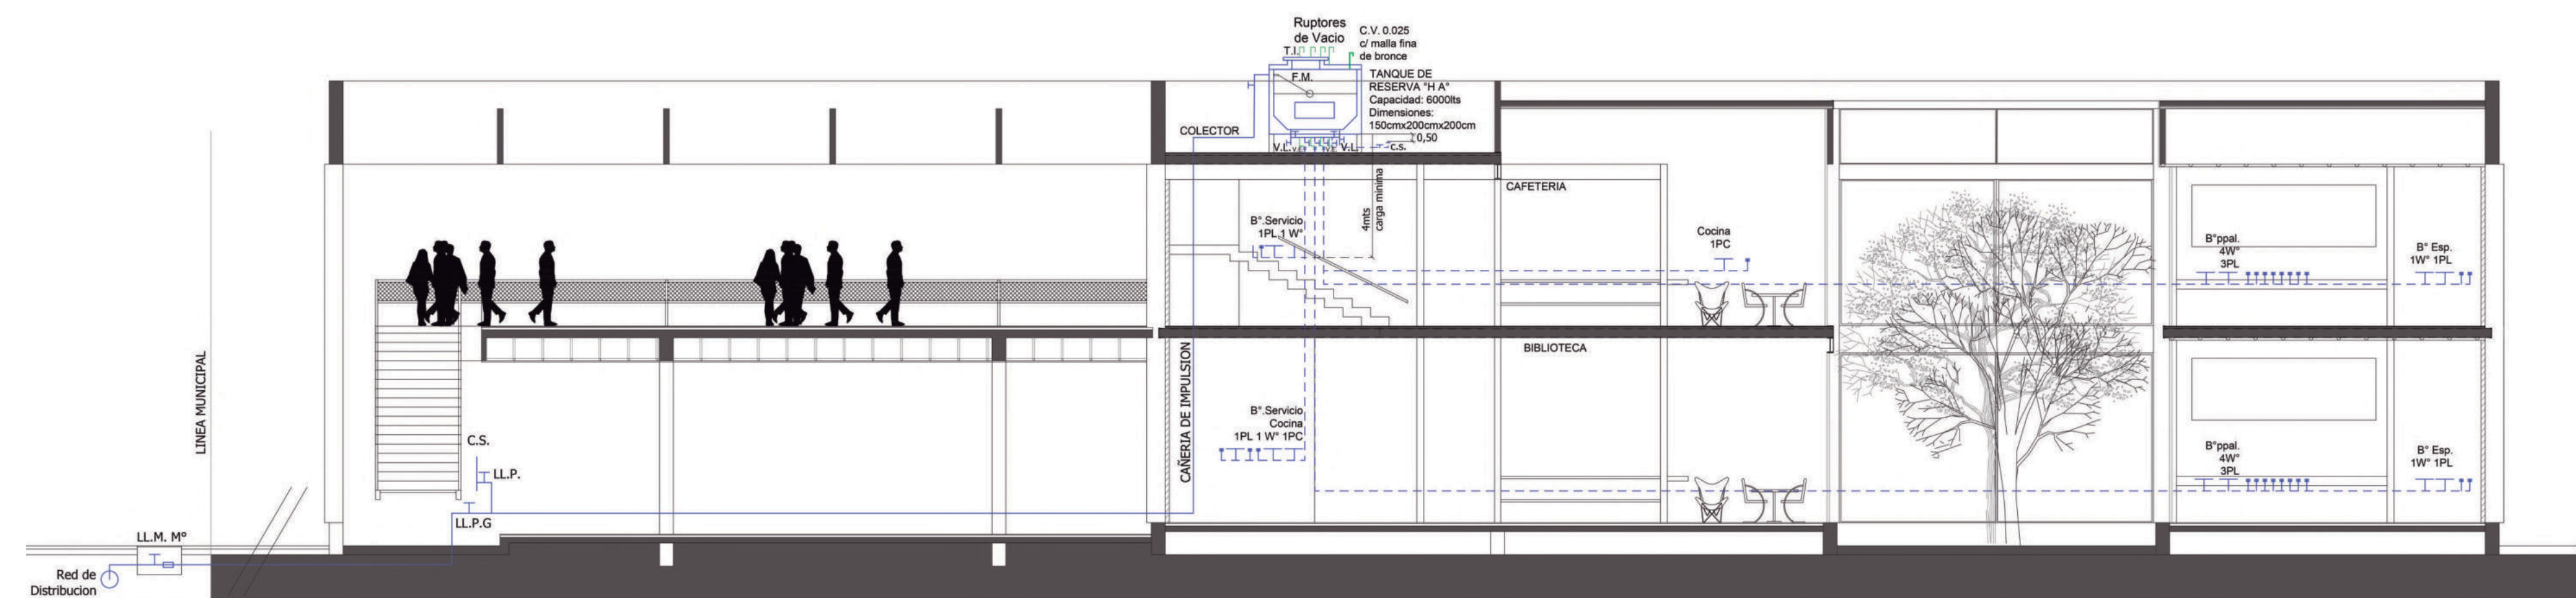 Ruptores
de Vacio
T.I.
C.V. 0.025
c/ malla fina
de bronce
F.M.
TANQUE DE
RESERVA "H A"
Capacidad: 6000lts
Dimensiones:
150cmx200cmx200cm
0,50
COLECTOR
V.L.
V.L.
c.s.
CAFETERIA
4mts
carga minima
B°.Servicio
1PL.1 W°
Cocina
1PC
B°ppal.
4W°
3PL
B° Esp.
1W° 1PL
LINEA MUNICIPAL
CAÑERIA DE IMPULSION
BIBLIOTECA
B°.Servicio
Cocina
1PL 1 W° 1PC
B°ppal.
4W°
3PL
B° Esp.
1W° 1PL
C.S.
LL.P.
LL.P.G
LL.M. M°
Red de
Distribucion